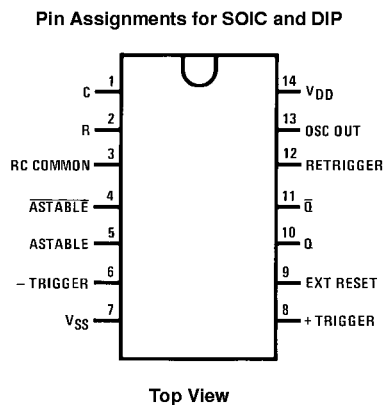 Pin Assignments for SOIC and DIP
C 1 14 VDD
R 2 13 OSC OUT
RC COMMON 3 12 RETRIGGER
A̅S̅T̅A̅B̅L̅E̅ 4 11 Q̅
ASTABLE 5 10 Q
– TRIGGER 6 9 EXT RESET
VSS 7 8 + TRIGGER
Top View